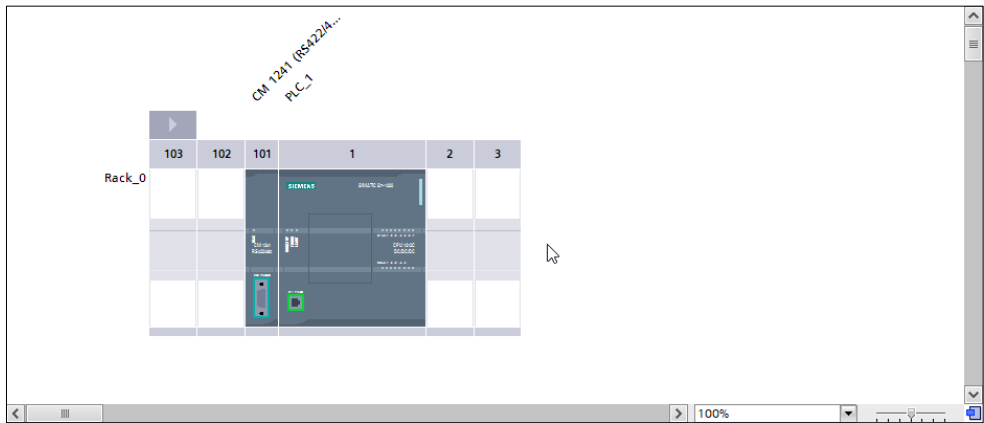 CM 1241 (RS422/4...
PLC_1
103 102 101 1 2 3
Rack_0
SIEMENS
100%